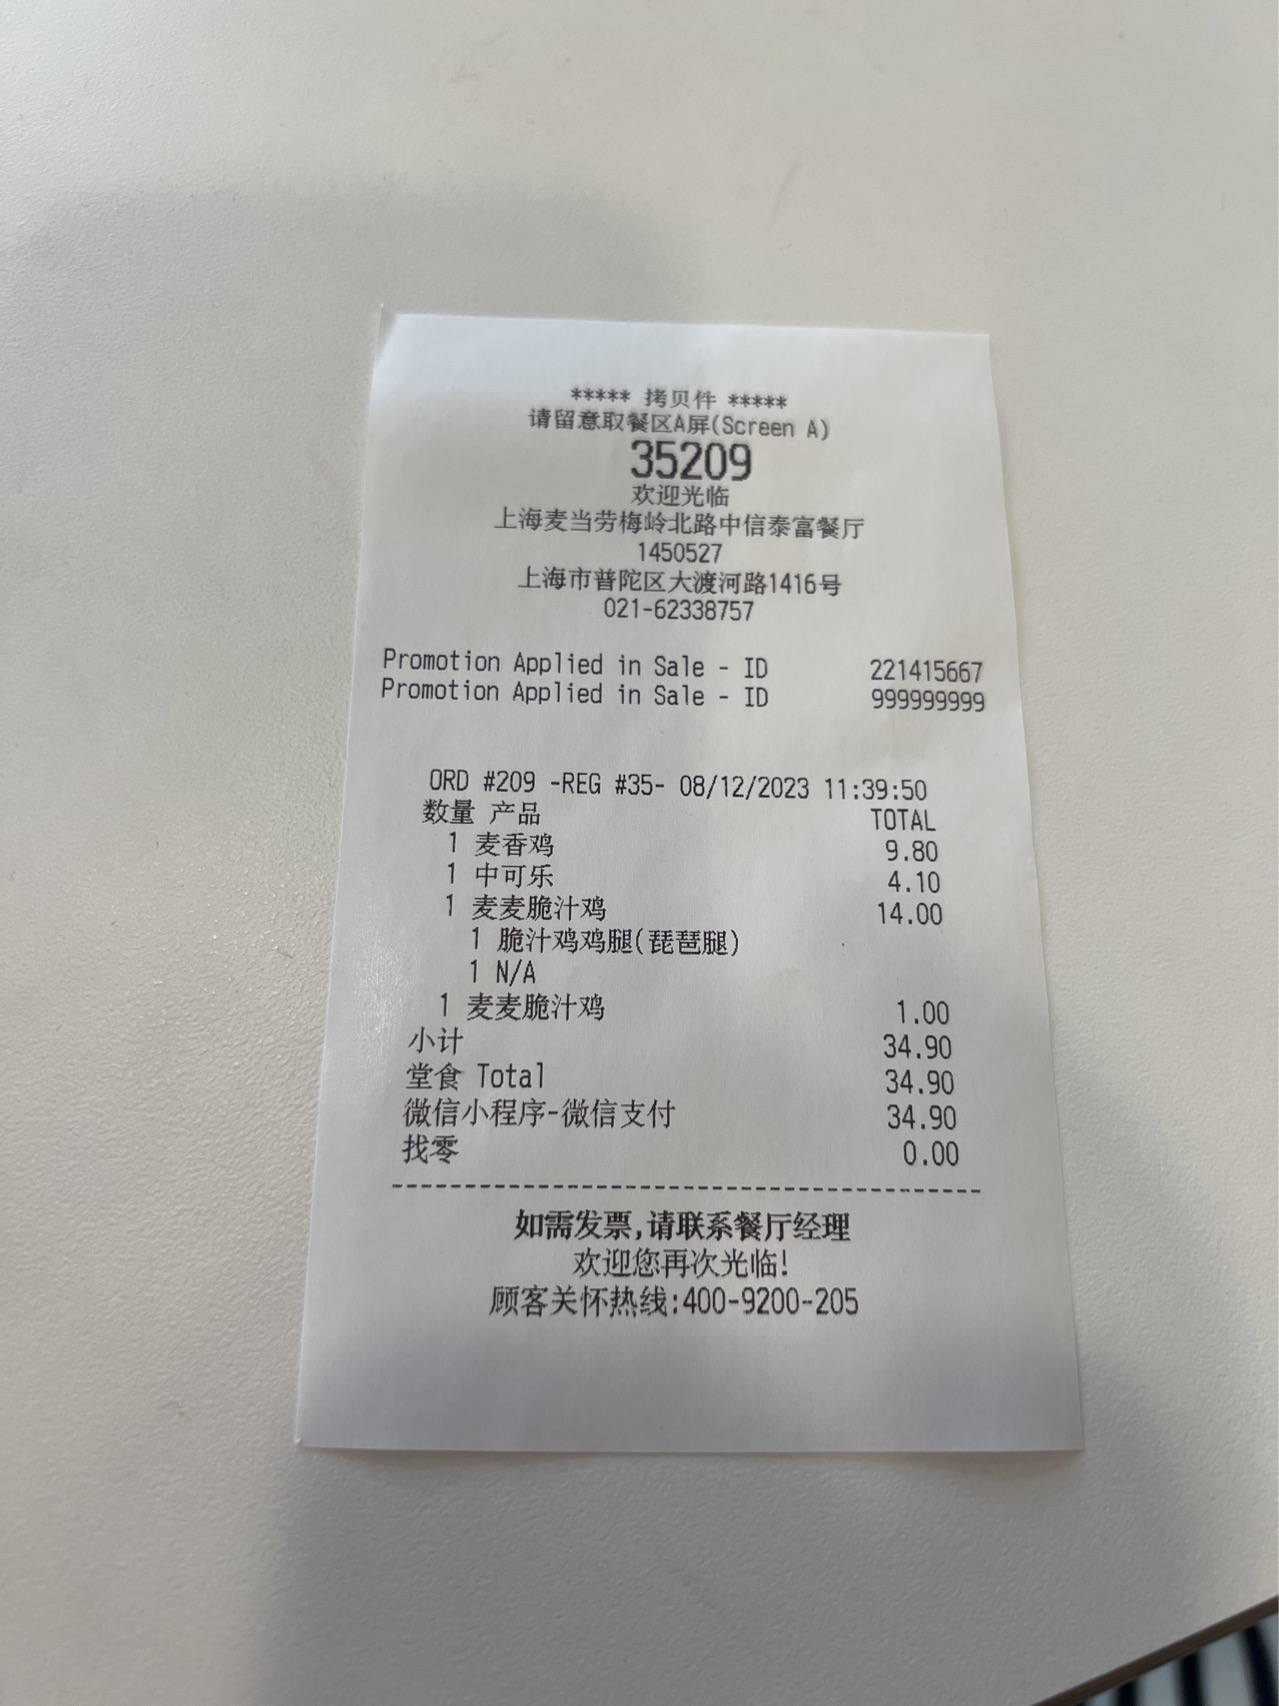 ***** 拷贝件 *****
请留意取餐区A屏(Screen A)
35209
欢迎光临
上海麦当劳梅岭北路中信泰富餐厅
1450527
上海市普陀区大渡河路1416号
021-62338757
Promotion Applied in Sale - ID 221415667
Promotion Applied in Sale - ID 999999999
ORD #209 -REG #35- 08/12/2023 11:39:50
数量 产品 TOTAL
1 麦香鸡 9.80
1 中可乐 4.10
1 麦麦脆汁鸡 14.00
1 脆汁鸡鸡腿(琵琶腿)
1 N/A
1 麦麦脆汁鸡 1.00
小计 34.90
堂食 Total 34.90
微信小程序-微信支付 34.90
找零 0.00
----------------------------------------
如需发票,请联系餐厅经理
欢迎您再次光临!
顾客关怀热线:400-9200-205